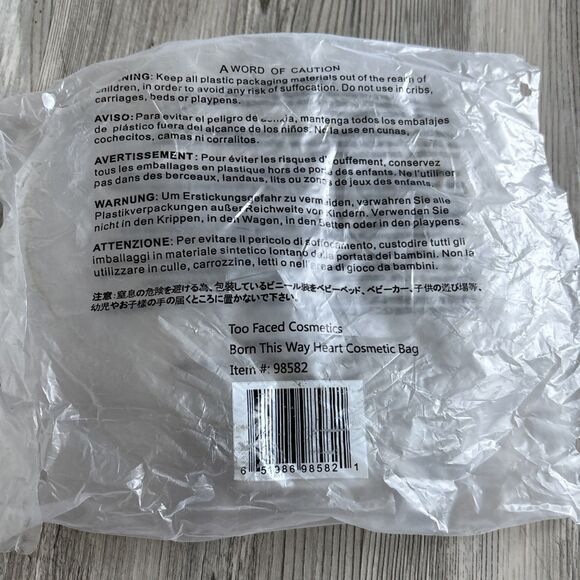 A WORD OF CAUTION
WARNING: Keep all plastic packaging materials out of the reach of
children, in order to avoid any risk of suffocation. Do not use in cribs,
carriages, beds or playpens.
AVISO: Para evitar el peligro de asfixia, mantenga todos los embalajes
de plástico fuera del alcance de los niños. No la use en cunas,
cochecitos, camas ni corralitos.
AVERTISSEMENT: Pour éviter les risques d'étouffement, conservez
tous les emballages en plastique hors de portée des enfants. Ne l'utiliser
pas dans des berceaux, landaus, lits ou zones de jeux des enfants.
WARNUNG: Um Erstickungsgefahr zu vermeiden, verwahren Sie alle
Plastikverpackungen außer Reichweite von Kindern. Verwenden Sie
nicht in den Krippen, in den Wagen, in den Betten oder in den playpens.
ATTENZIONE: Per evitare il pericolo di soffocamento, custodire tutti gli
imballaggi in materiale sintetico lontano dalla portata dei bambini. Non la
utilizzare in culle, carrozzine, letti o nell area di gioco da bambini.
注意:窒息の危険を避ける為、包裝しているビニール袋をベビーベッド、ベビーカー、子供の遊び場等、
幼児やお子様の手の届くところに置かないで下さい。
Too Faced Cosmetics
Born This Way Heart Cosmetic Bag
Item #: 98582
6 51986 98582 1